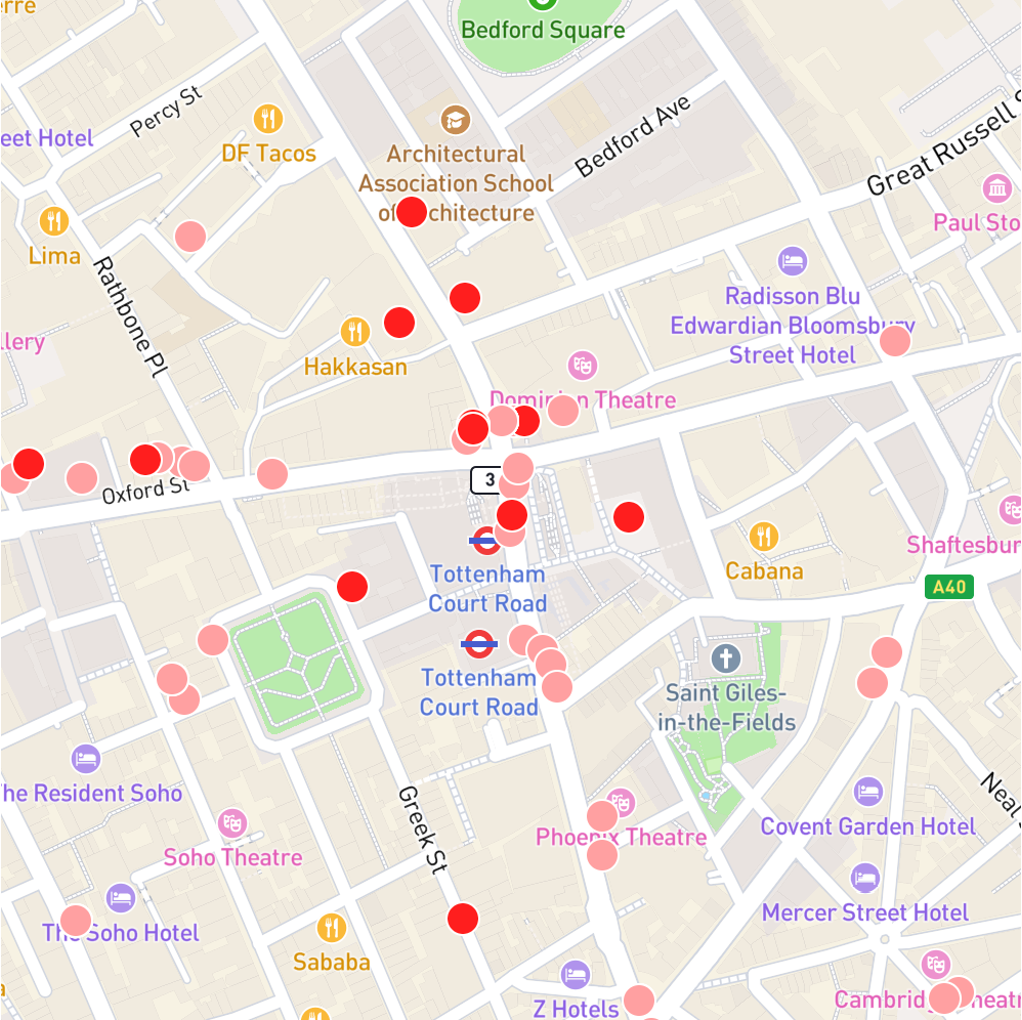 Bedford Square
Percy St
eet Hotel
DF Tacos
Architectural
Association School
of Architecture
Bedford Ave
Great Russell S
Paul Sto
Lima
Rathbone Pl
Radisson Blu
Edwardian Bloomsbury
Street Hotel
llery
Hakkasan
Dominion Theatre
Oxford St
3
Cabana
Shaftesbur
A40
Tottenham
Court Road
Tottenham
Court Road
Saint Giles-
in-the-Fields
The Resident Soho
Greek St
Neal S
Covent Garden Hotel
Phoenix Theatre
Soho Theatre
Mercer Street Hotel
The Soho Hotel
Sababa
Z Hotels
Cambridge Theatr